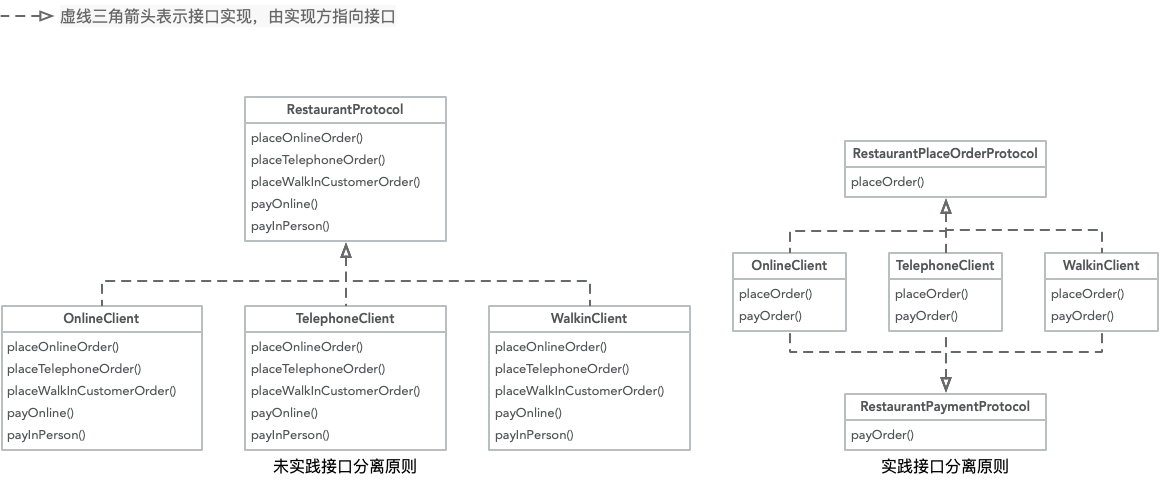 虚线三角箭头表示接口实现，由实现方指向接口
RestaurantProtocol
placeOnlineOrder()
placeTelephoneOrder()
placeWalkInCustomerOrder()
payOnline()
payInPerson()
OnlineClient
placeOnlineOrder()
placeTelephoneOrder()
placeWalkInCustomerOrder()
payOnline()
payInPerson()
TelephoneClient
placeOnlineOrder()
placeTelephoneOrder()
placeWalkInCustomerOrder()
payOnline()
payInPerson()
WalkinClient
placeOnlineOrder()
placeTelephoneOrder()
placeWalkInCustomerOrder()
payOnline()
payInPerson()
未实践接口分离原则
RestaurantPlaceOrderProtocol
placeOrder()
OnlineClient
placeOrder()
payOrder()
TelephoneClient
placeOrder()
payOrder()
WalkinClient
placeOrder()
payOrder()
RestaurantPaymentProtocol
payOrder()
实践接口分离原则